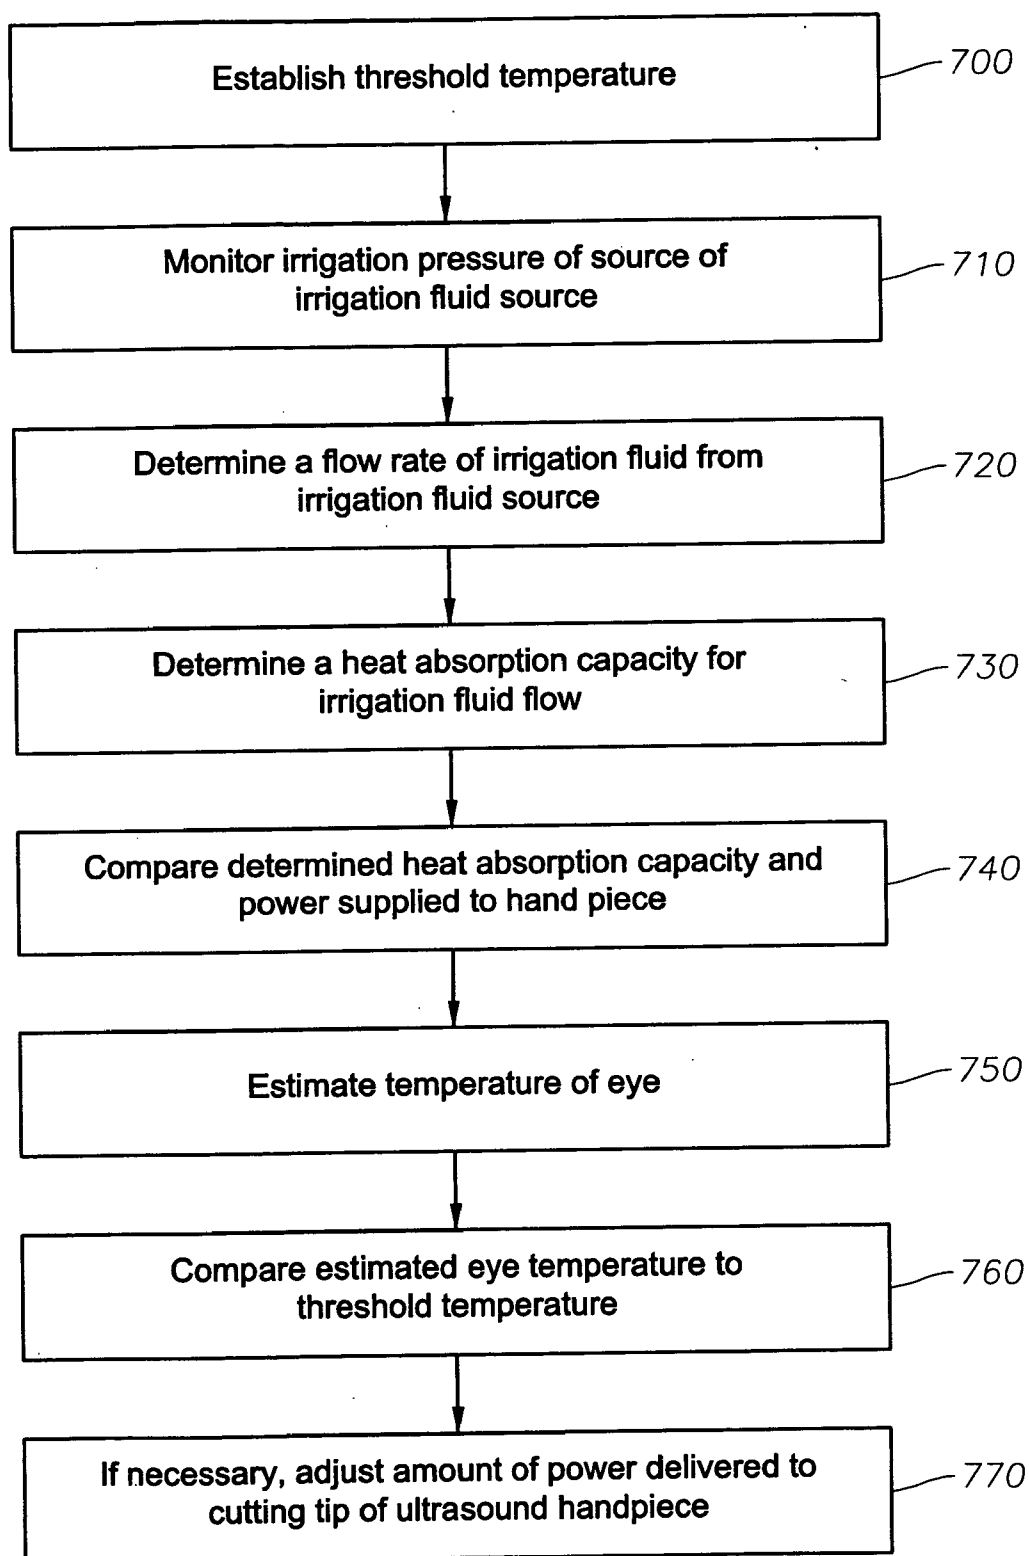 Establish threshold temperature
700
Monitor irrigation pressure of source of
irrigation fluid source
710
Determine a flow rate of irrigation fluid from
irrigation fluid source
720
Determine a heat absorption capacity for
irrigation fluid flow
730
Compare determined heat absorption capacity and
power supplied to hand piece
740
Estimate temperature of eye
750
Compare estimated eye temperature to
threshold temperature
760
If necessary, adjust amount of power delivered to
cutting tip of ultrasound handpiece
770